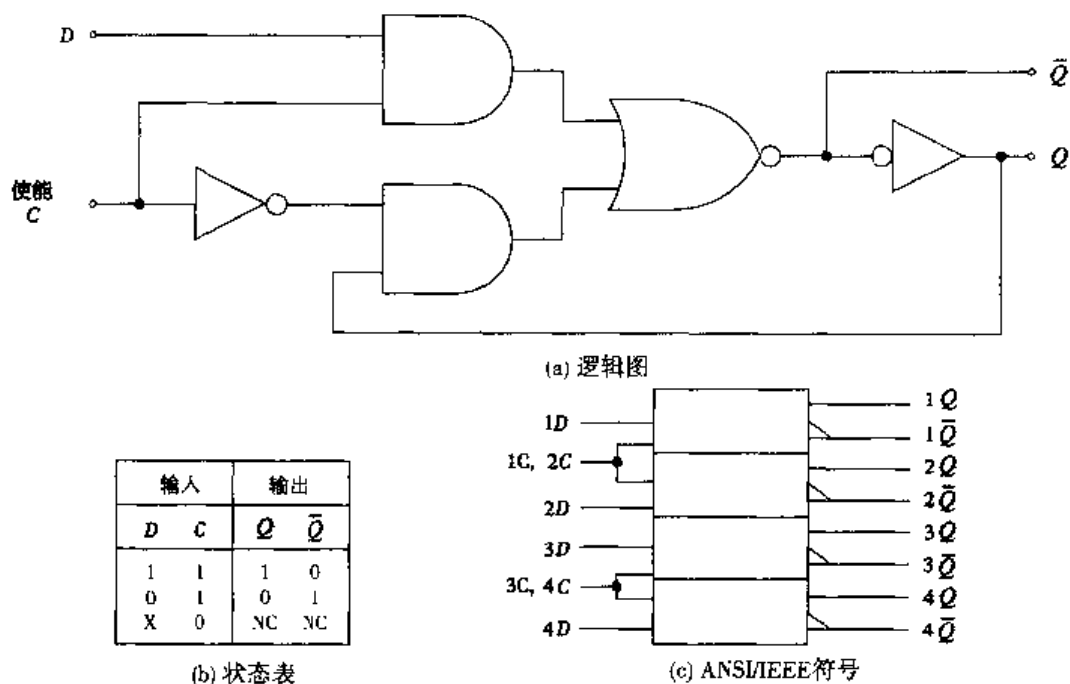 D
Q̄
Q
使能
C
(a) 逻辑图
输入 输出
D C Q Q̄
1 1 1 0
0 1 0 1
X 0 NC NC
(b) 状态表
1D
1C, 2C
2D
3D
3C, 4C
4D
1Q
1Q̄
2Q
2Q̄
3Q
3Q̄
4Q
4Q̄
(c) ANSI/IEEE符号